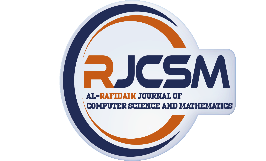 RJCSM
AL-RAFIDAIN JOURNAL OF
COMPUTER SCIENCE AND MATHEMATICS